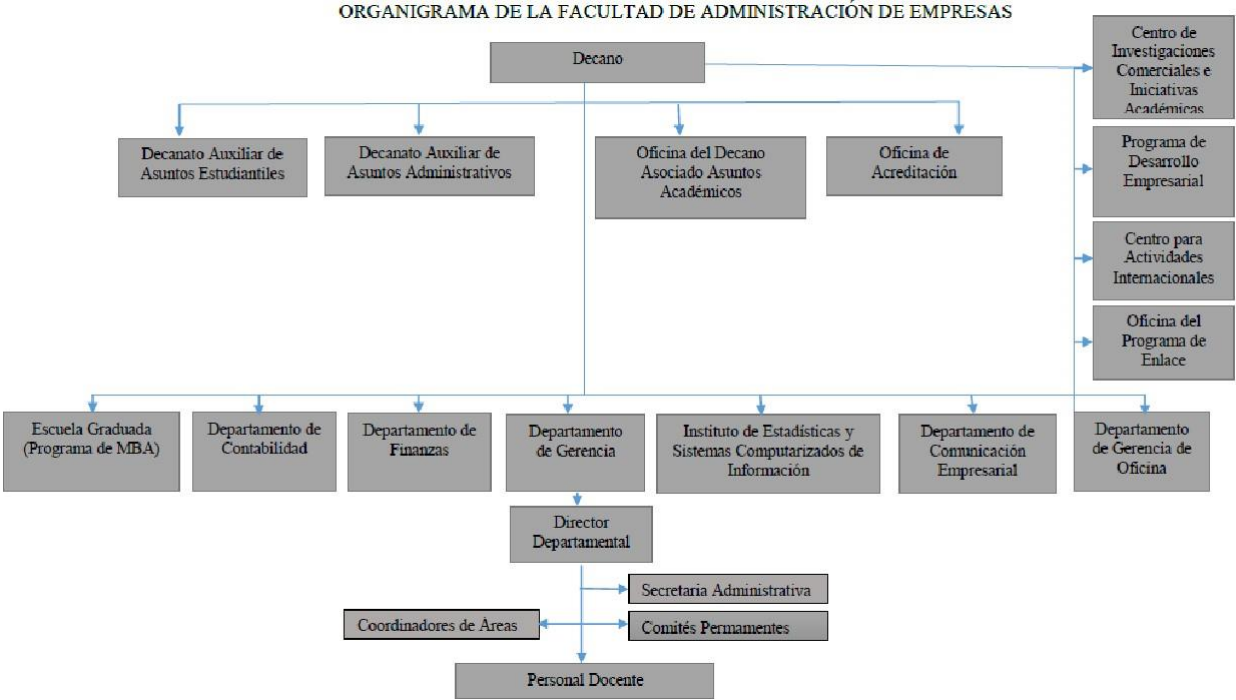 ORGANIGRAMA DE LA FACULTAD DE ADMINISTRACIÓN DE EMPRESAS
Decano
Centro de
Investigaciones
Comerciales e
Iniciativas
Académicas
Decanato Auxiliar de
Asuntos Estudiantiles
Decanato Auxiliar de
Asuntos Administrativos
Oficina del Decano
Asociado Asuntos
Académicos
Oficina de
Acreditación
Programa de
Desarrollo
Empresarial
Centro para
Actividades
Internacionales
Oficina del
Programa de
Enlace
Escuela Graduada
(Programa de MBA)
Departamento de
Contabilidad
Departamento de
Finanzas
Departamento
de Gerencia
Instituto de Estadísticas y
Sistemas Computarizados de
Información
Departamento de
Comunicación
Empresarial
Departamento
de Gerencia de
Oficina
Director
Departamental
Secretaria Administrativa
Coordinadores de Áreas
Comités Permamentes
Personal Docente